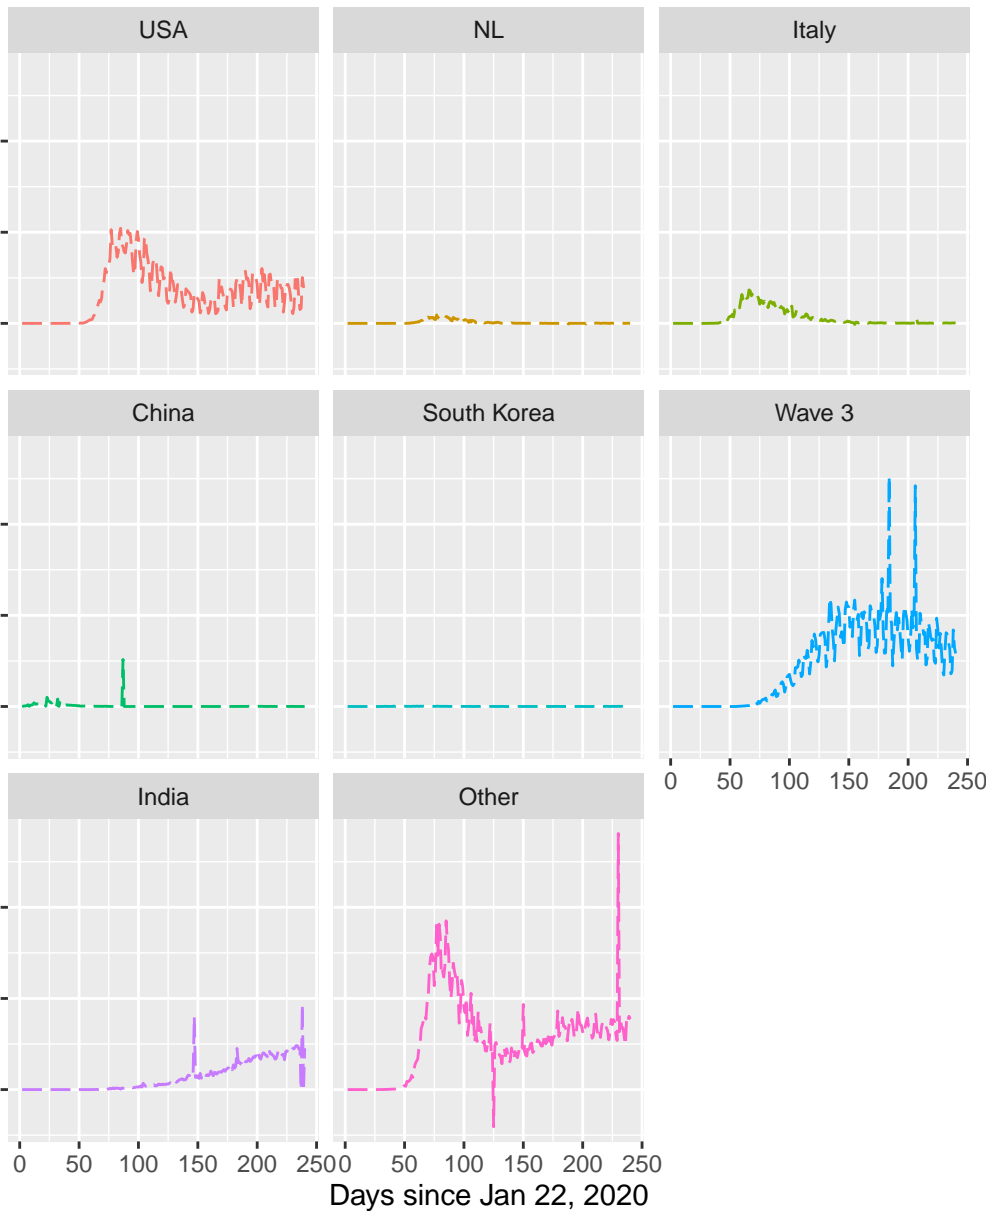 USA NL Italy
China South Korea Wave 3
0 50 100 150 200 250
India Other
0 50 100 150 200 250 0 50 100 150 200 250
Days since Jan 22, 2020